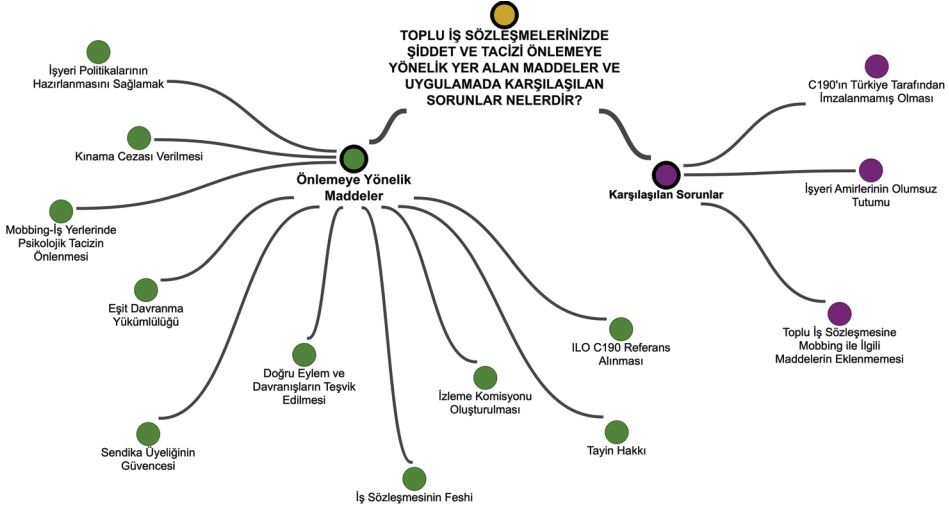 TOPLU İŞ SÖZLEŞMELERİNİZDE
ŞİDDET VE TACİZİ ÖNLEMEYE
YÖNELİK YER ALAN MADDELER VE
UYGULAMADA KARŞILAŞILAN
SORUNLAR NELERDİR?
Önlemeye Yönelik
Maddeler
İşyeri Politikalarının
Hazırlanmasını Sağlamak
Kınama Cezası Verilmesi
Mobbing-İş Yerlerinde
Psikolojik Tacizin
Önlenmesi
Eşit Davranma
Yükümlülüğü
Sendika Üyeliğinin
Güvencesi
Doğru Eylem ve
Davranışların Teşvik
Edilmesi
İş Sözleşmesinin Feshi
İzleme Komisyonu
Oluşturulması
Tayin Hakkı
ILO C190 Referans
Alınması
Karşılaşılan Sorunlar
C190'ın Türkiye Tarafından
İmzalanmamış Olması
İşyeri Amirlerinin Olumsuz
Tutumu
Toplu İş Sözleşmesine
Mobbing ile İlgili
Maddelerin Eklenmemesi